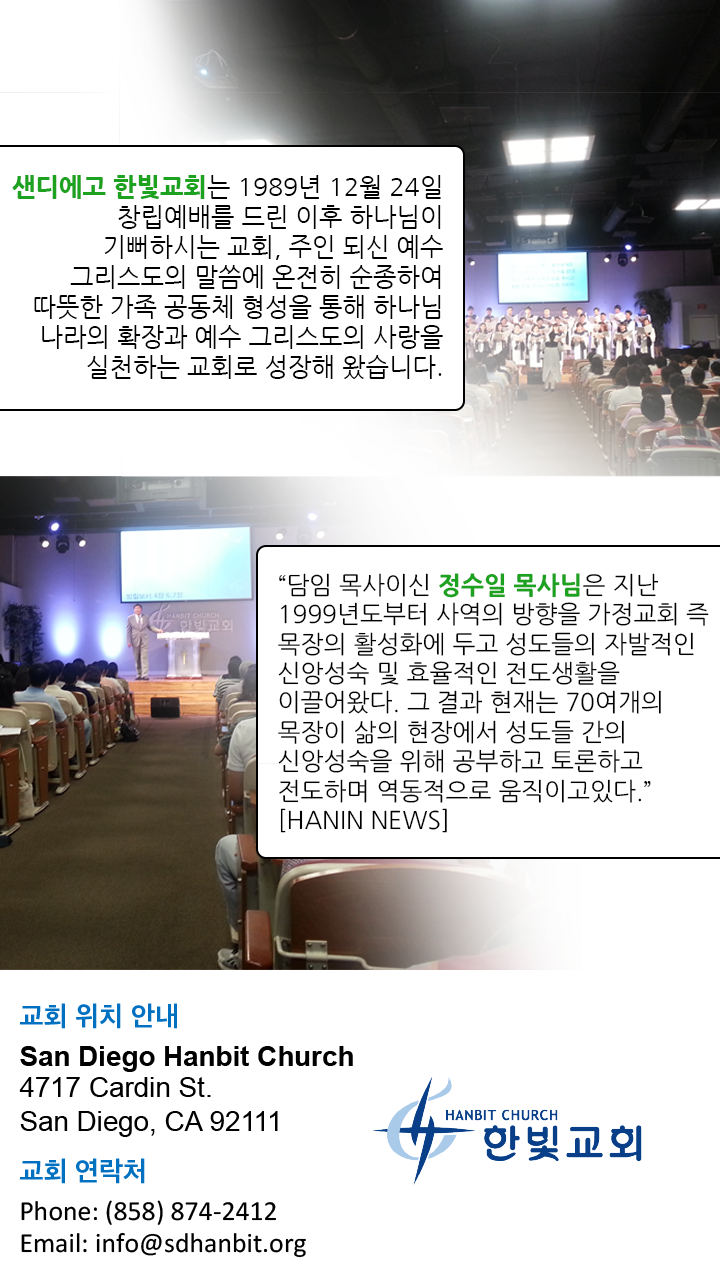 샌디에고 한빛교회는 1989년 12월 24일
창립예배를 드린 이후 하나님이
기뻐하시는 교회, 주인 되신 예수
그리스도의 말씀에 온전히 순종하여
따뜻한 가족 공동체 형성을 통해 하나님
나라의 확장과 예수 그리스도의 사랑을
실천하는 교회로 성장해 왔습니다.
HANBIT CHURCH
한빛교회
“담임 목사이신 정수일 목사님은 지난
1999년도부터 사역의 방향을 가정교회 즉
목장의 활성화에 두고 성도들의 자발적인
신앙성숙 및 효율적인 전도생활을
이끌어왔다. 그 결과 현재는 70여개의
목장이 삶의 현장에서 성도들 간의
신앙성숙을 위해 공부하고 토론하고
전도하며 역동적으로 움직이고있다.”
[HANIN NEWS]
교회 위치 안내
San Diego Hanbit Church
4717 Cardin St.
San Diego, CA 92111
HANBIT CHURCH
한빛교회
교회 연락처
Phone: (858) 874-2412
Email: info@sdhanbit.org